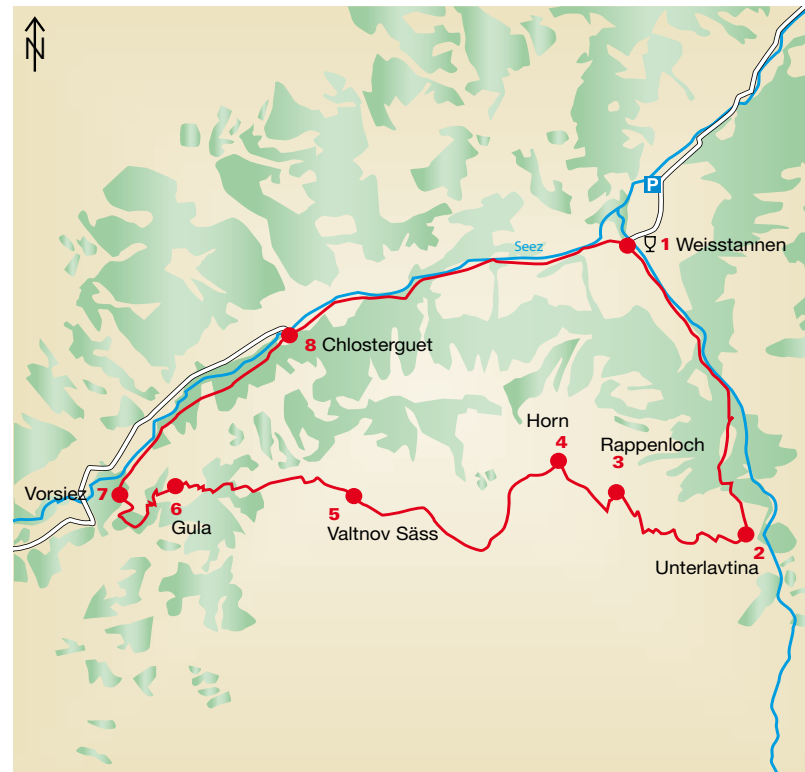 N
P
Seez
1 Weisstannen
8 Chlosterguet
Horn
4
Rappenloch
3
Vorsiez 7
6
Gula
5
Valtnov Säss
2
Unterlavtina